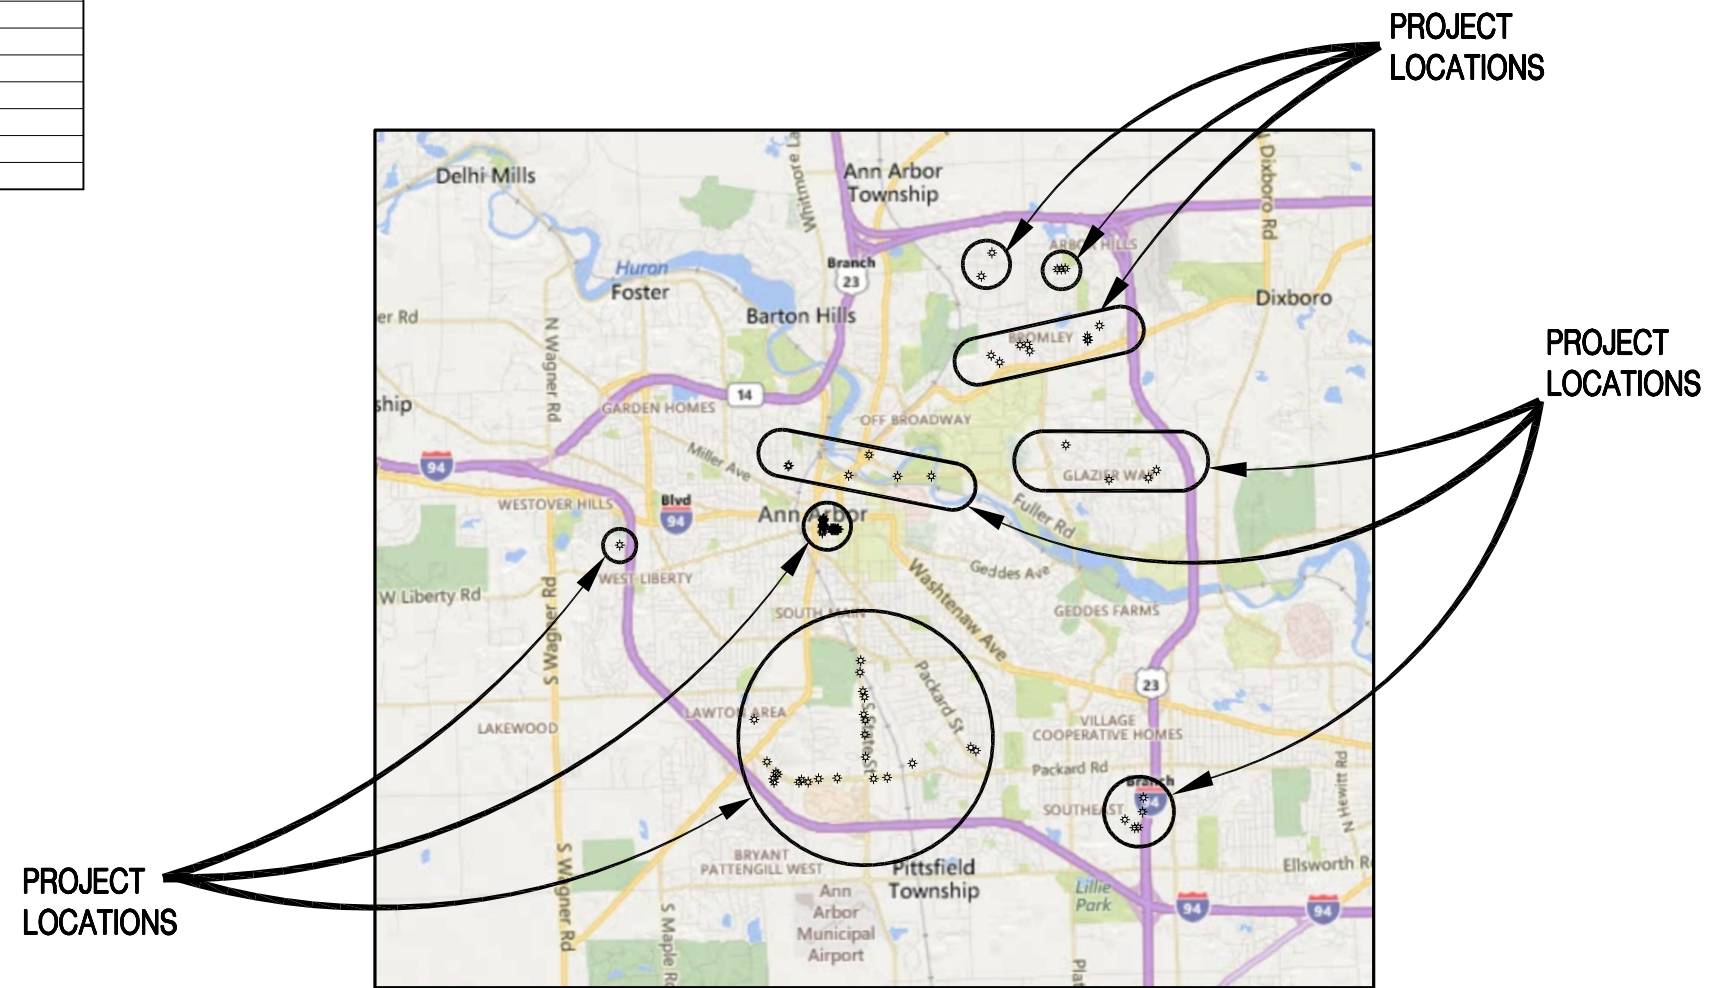 PROJECT
LOCATIONS
Delhi Mills
Whitmore La
Ann Arbor
Township
N Dixboro Rd
ARBOR HILLS
Branch
23
Huron
Foster
Dixboro
Barton Hills
er Rd
N Wagner Rd
BROMLEY
PROJECT
LOCATIONS
14
ship
GARDEN HOMES
OFF BROADWAY
Miller Ave
94
GLAZIER WAY
WESTOVER HILLS
Blvd
94
Ann Arbor
Fuller Rd
WEST LIBERTY
Geddes Ave
W Liberty Rd
Washtenaw Ave
SOUTH MAIN
GEDDES FARMS
S Wagner Rd
Packard St
23
LAWTON AREA
S State St
LAKEWOOD
VILLAGE
COOPERATIVE HOMES
Packard Rd
Branch
94
N Hewitt Rd
SOUTHEAST
BRYANT
PATTENGILL WEST
Pittsfield
Township
Ellsworth R
PROJECT
LOCATIONS
S Wagner Rd
S Maple R
Ann
Arbor
Municipal
Airport
Lillie
Park
94
94
Plat